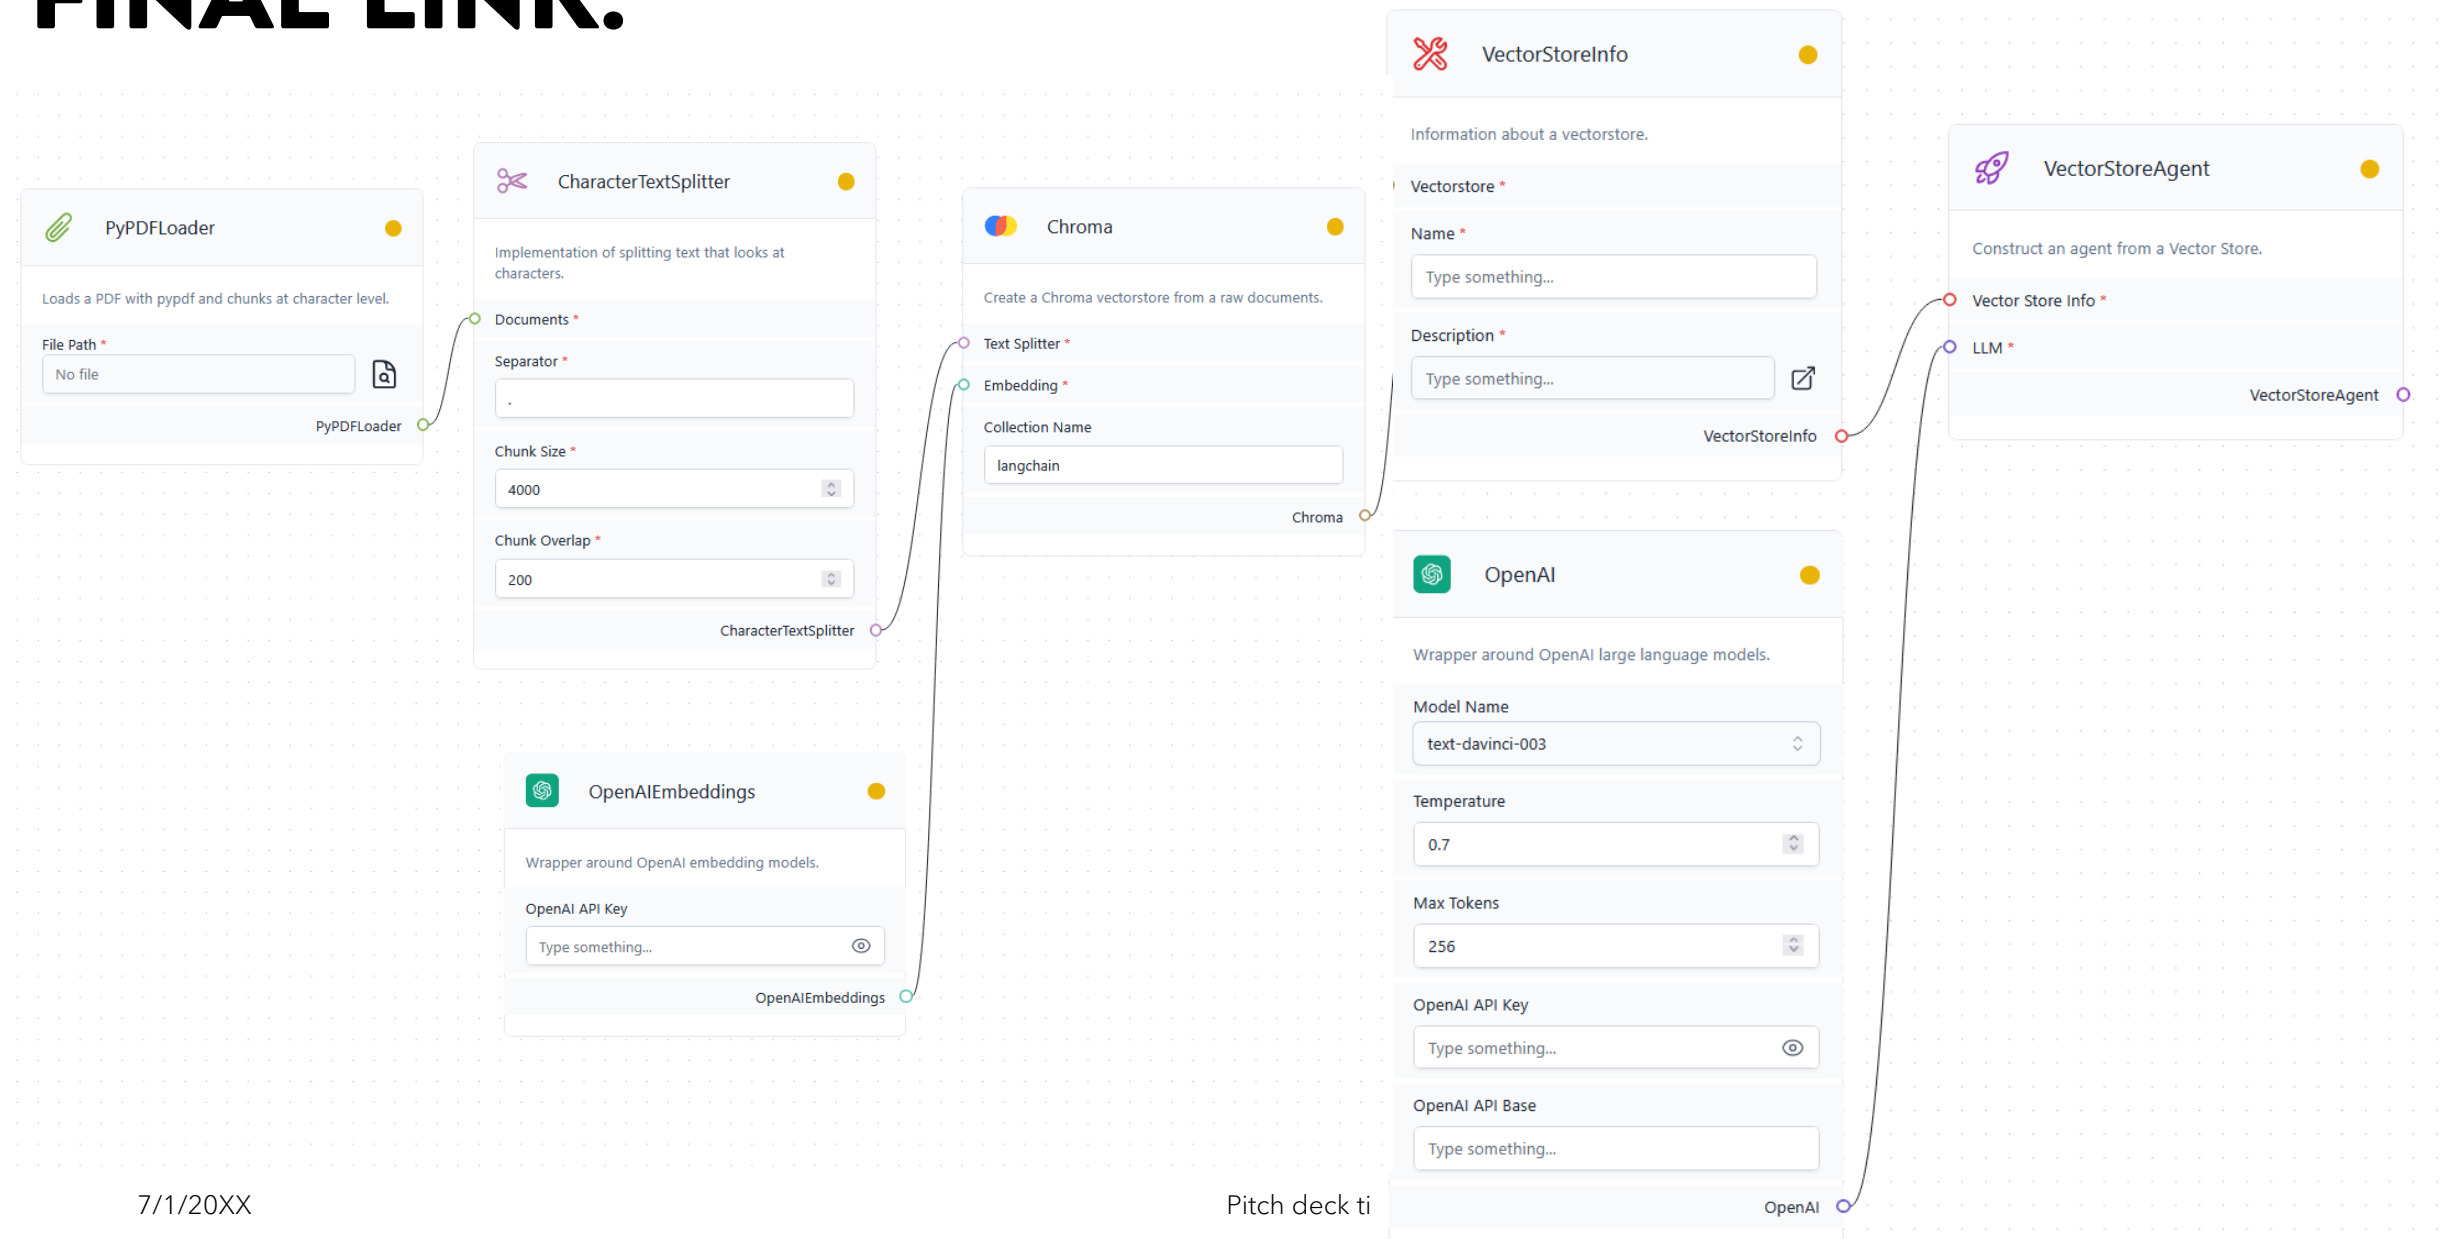 FINAL LINK.
PyPDFLoader
Loads a PDF with pypdf and chunks at character level.
File Path *
No file
PyPDFLoader
CharacterTextSplitter
Implementation of splitting text that looks at
characters.
Documents *
Separator *
.
Chunk Size *
4000
Chunk Overlap *
200
CharacterTextSplitter
OpenAIEmbeddings
Wrapper around OpenAI embedding models.
OpenAI API Key
Type something...
OpenAIEmbeddings
Chroma
Create a Chroma vectorstore from a raw documents.
Text Splitter *
Embedding *
Collection Name
langchain
Chroma
VectorStoreInfo
Information about a vectorstore.
Vectorstore *
Name *
Type something...
Description *
Type something...
VectorStoreInfo
OpenAI
Wrapper around OpenAI large language models.
Model Name
text-davinci-003
Temperature
0.7
Max Tokens
256
OpenAI API Key
Type something...
OpenAI API Base
Type something...
OpenAI
VectorStoreAgent
Construct an agent from a Vector Store.
Vector Store Info *
LLM *
VectorStoreAgent
7/1/20XX
Pitch deck ti